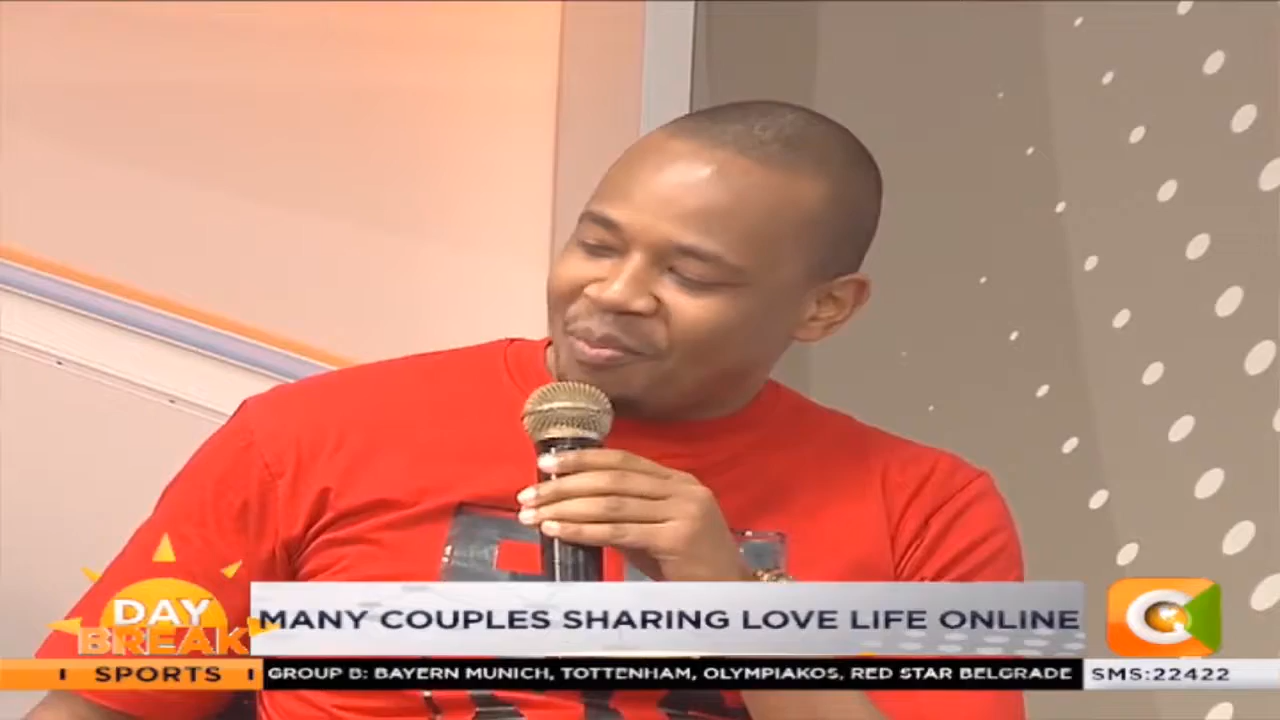 DAY
BREAK
MANY COUPLES SHARING LOVE LIFE ONLINE
SPORTS
GROUP B: BAYERN MUNICH, TOTTENHAM, OLYMPIAKOS, RED STAR BELGRADE
SMS:22422